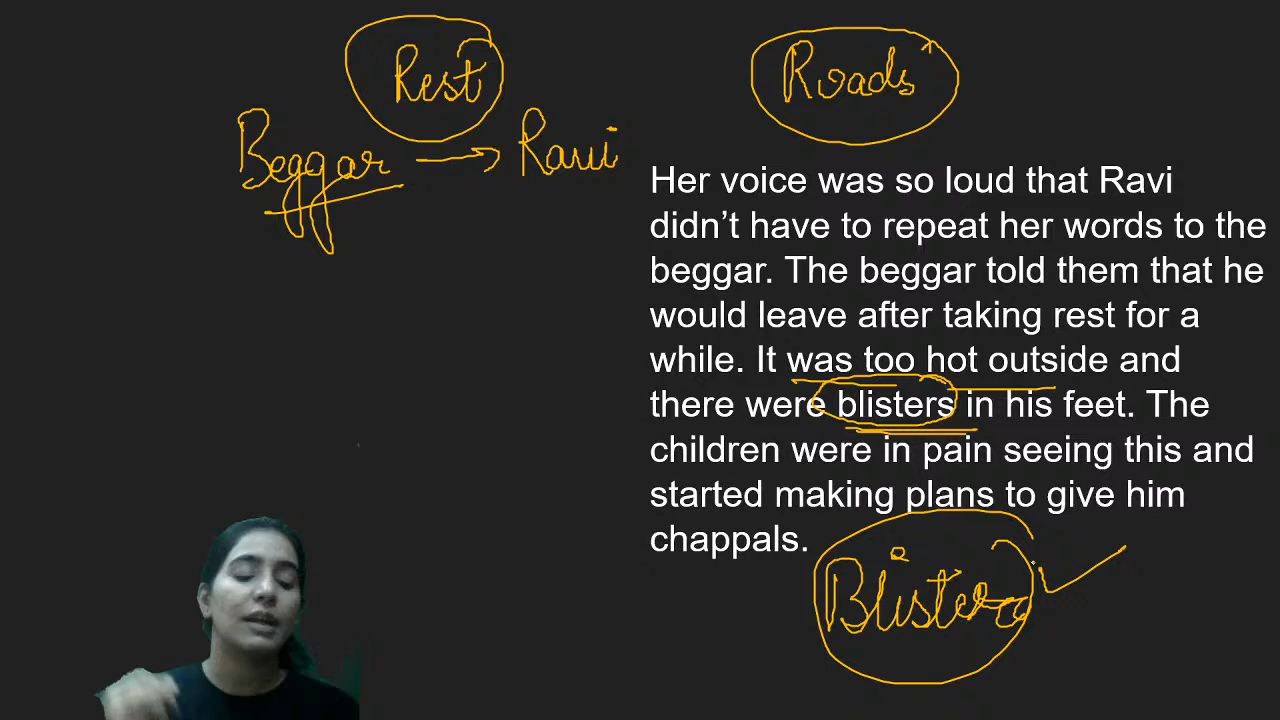 Rest
Roads
Beggar → Ravi
Her voice was so loud that Ravi
didn't have to repeat her words to the
beggar. The beggar told them that he
would leave after taking rest for a
while. It was too hot outside and
there were blisters in his feet. The
children were in pain seeing this and
started making plans to give him
chappals.
Blisters